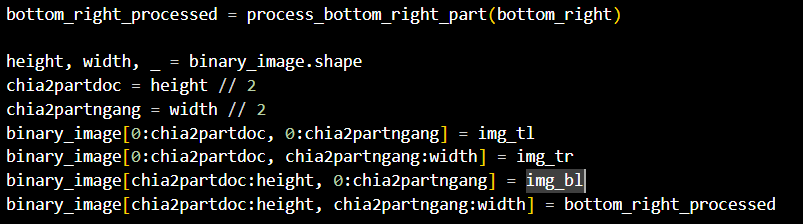 bottom_right_processed = process_bottom_right_part(bottom_right)
height, width, _ = binary_image.shape
chia2partdoc = height // 2
chia2partngang = width // 2
binary_image[0:chia2partdoc, 0:chia2partngang] = img_tl
binary_image[0:chia2partdoc, chia2partngang:width] = img_tr
binary_image[chia2partdoc:height, 0:chia2partngang] = img_bl
binary_image[chia2partdoc:height, chia2partngang:width] = bottom_right_processed